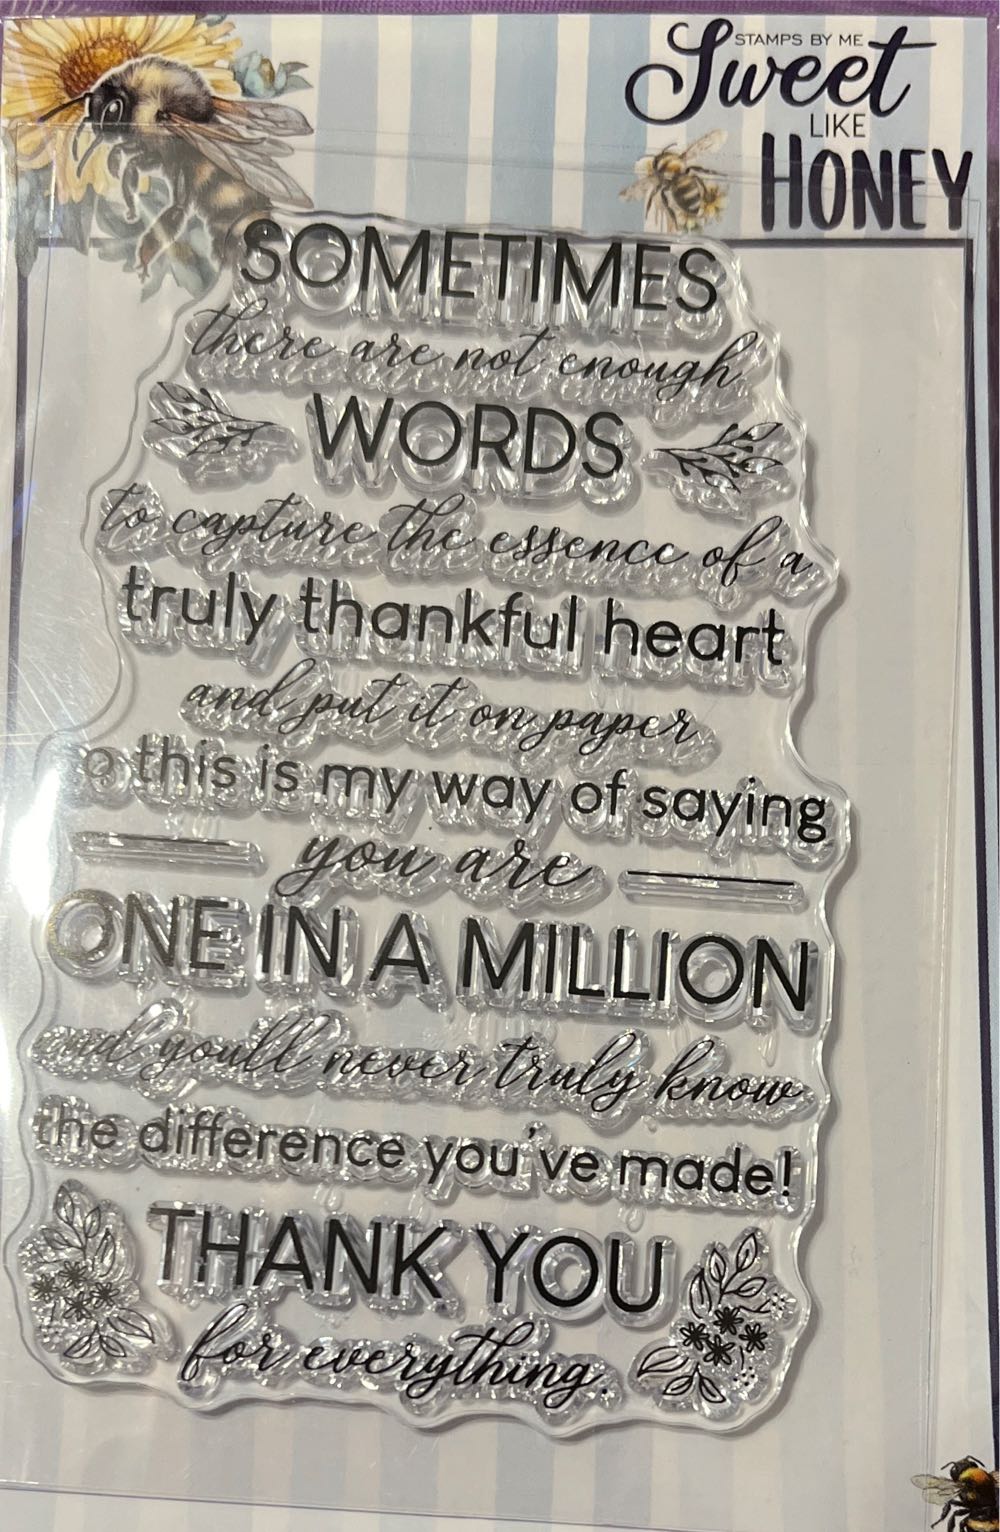 STAMPS BY ME
Sweet
LIKE
HONEY
SOMETIMES
there are not enough
WORDS
to capture the essence of a
truly thankful heart
and put it on paper
so this is my way of saying
you are
ONE IN A MILLION
and youll never truly know
the difference you've made!
THANK YOU
for everything.